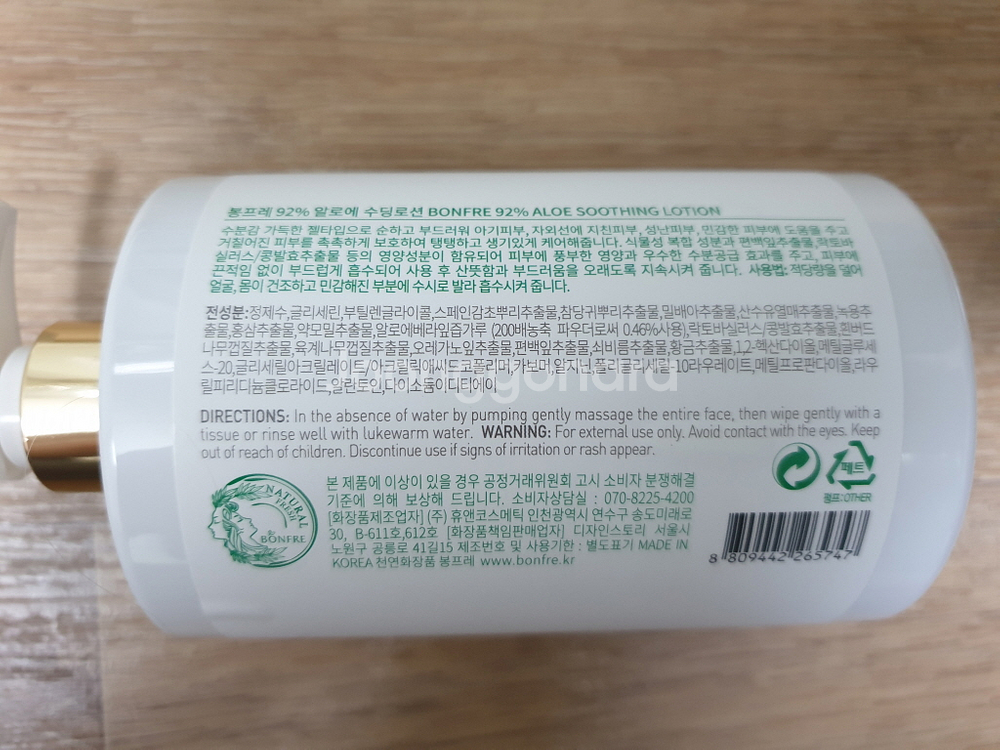 봉프레 92% 알로에 수딩로션 BONFRE 92% ALOE SOOTHING LOTION
수분감 가득한 젤타입으로 순하고 부드러워 아기피부, 자외선에 지친피부, 성난피부, 민감한 피부에 도움을 주고
거칠어진 피부를 촉촉하게 보호하여 탱탱하고 생기있게 케어해줍니다. 식물성 복합 성분과 편백잎추출물,락토바
실러스/콩발효추출물 등의 영양성분이 함유되어 피부에 풍부한 영양과 우수한 수분공급 효과를 주고, 피부에
끈적임 없이 부드럽게 흡수되어 사용 후 산뜻함과 부드러움을 오래도록 지속시켜 줍니다. 사용법: 적당량을 덜어
얼굴, 몸이 건조하고 민감해진 부분에 수시로 발라 흡수시켜 줍니다.
전성분:정제수,글리세린,부틸렌글라이콜,스페인감초뿌리추출물,참당귀뿌리추출물,밀배아추출물,산수유열매추출물,녹용추
출물,홍삼추출물,약모밀추출물,알로에베라잎즙가루 (200배농축 파우더로써 0.46%사용),락토바실러스/콩발효추출물,흰버드
나무껍질추출물,육계나무껍질추출물,오레가노잎추출물,편백잎추출물,쇠비름추출물,황금추출물,1,2-헥산다이올,메틸글루세
스-20,글리세릴아크릴레이트/아크릴릭애씨드코폴리머,카보머,알지닌,폴리글리세릴-10라우레이트,메틸프로판다이올,라우
릴피리디늄클로라이드,알란토인,다이소듐이디티에이
DIRECTIONS: In the absence of water by pumping gently massage the entire face, then wipe gently with a
tissue or rinse well with lukewarm water. WARNING: For external use only. Avoid contact with the eyes. Keep
out of reach of children. Discontinue use if signs of irritation or rash appear.
NATURAL
FRESH
BONFRE
본 제품에 이상이 있을 경우 공정거래위원회 고시 소비자 분쟁해결
기준에 의해 보상해 드립니다. 소비자상담실 : 070-8225-4200
[화장품제조업자] (주) 휴앤코스메틱 인천광역시 연수구 송도미래로
30, B-611호,612호 [화장품책임판매업자] 디자인스토리 서울시
노원구 공릉로 41길15 제조번호 및 사용기한 : 별도표기 MADE IN
KOREA 천연화장품 봉프레 www.bonfre.kr
페트
펌프:OTHER
8 809442 265747